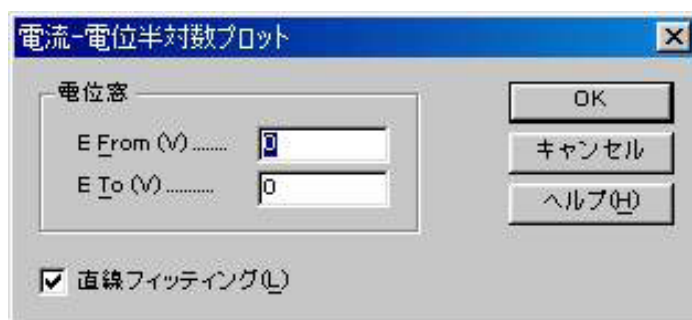 電流-電位半対数プロット
電位窓
E From (V) ....... 0
E To (V) .......... 0
OK
キャンセル
ヘルプ(H)
直線フィッティング(L)